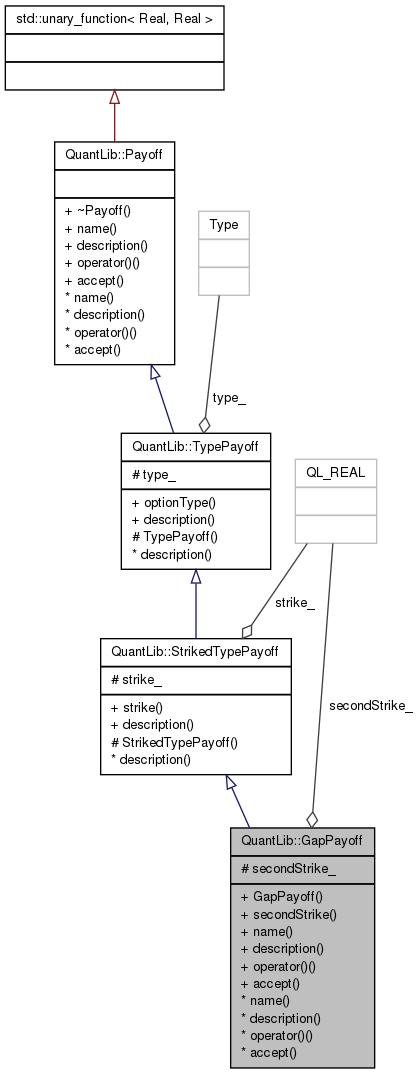 std::unary_function< Real, Real >
QuantLib::Payoff
+ ~Payoff()
+ name()
+ description()
+ operator()()
+ accept()
* name()
* description()
* operator()()
* accept()
Type
type_
QuantLib::TypePayoff
# type_
+ optionType()
+ description()
# TypePayoff()
* description()
QL_REAL
strike_
secondStrike_
QuantLib::StrikedTypePayoff
# strike_
+ strike()
+ description()
# StrikedTypePayoff()
* description()
QuantLib::GapPayoff
# secondStrike_
+ GapPayoff()
+ secondStrike()
+ name()
+ description()
+ operator()()
+ accept()
* name()
* description()
* operator()()
* accept()